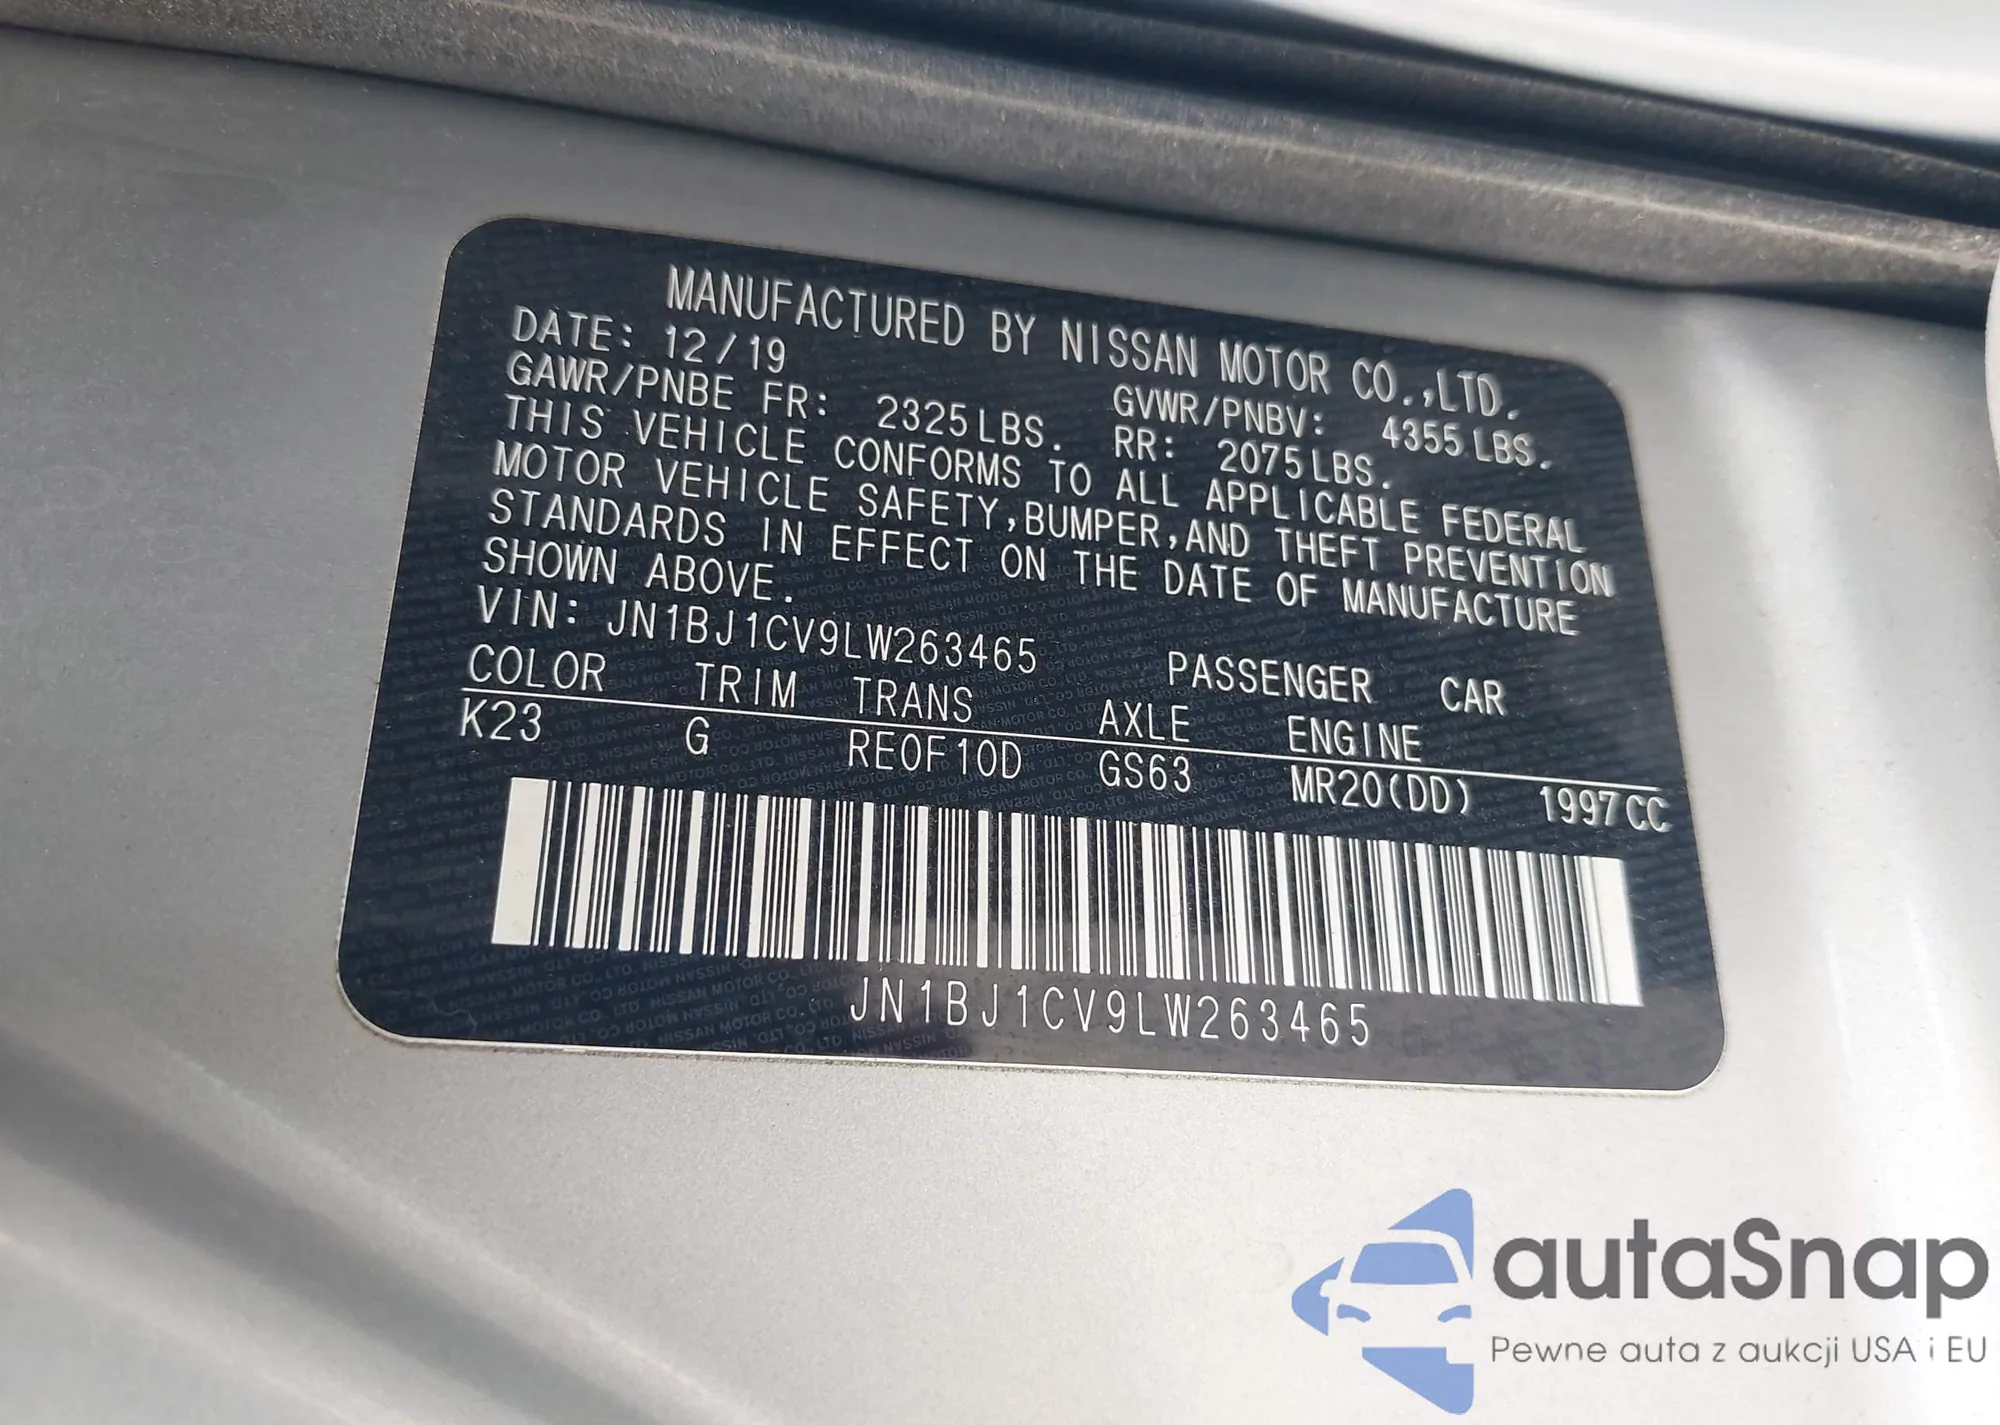 MANUFACTURED BY NISSAN MOTOR CO.,LTD.
DATE: 12/19 GVWR/PNBV: 4355 LBS.
GAWR/PNBE FR: 2325 LBS. RR: 2075 LBS.
THIS VEHICLE CONFORMS TO ALL APPLICABLE FEDERAL
MOTOR VEHICLE SAFETY,BUMPER,AND THEFT PREVENTION
STANDARDS IN EFFECT ON THE DATE OF MANUFACTURE
SHOWN ABOVE.
VIN: JN1BJ1CV9LW263465 PASSENGER CAR
COLOR TRIM TRANS AXLE ENGINE
K23 G RE0F10D GS63 MR20(DD) 1997CC
JN1BJ1CV9LW263465
autaSnap
Pewne auta z aukcji USA i EU